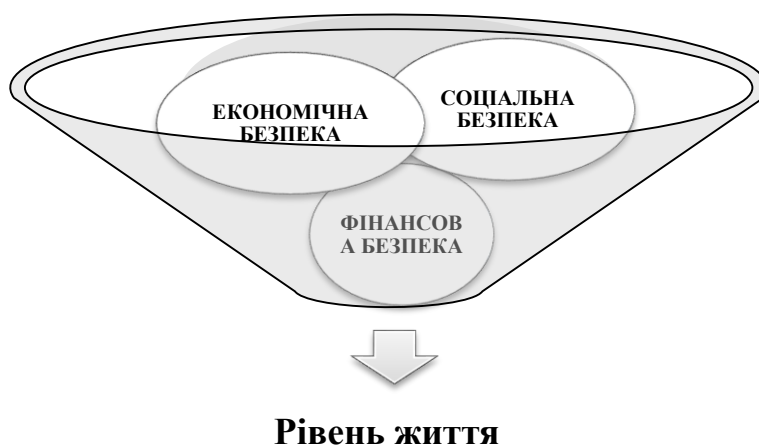 ЕКОНОМІЧНА
БЕЗПЕКА
СОЦІАЛЬНА
БЕЗПЕКА
ФІНАНСОВ
А БЕЗПЕКА
Рівень життя